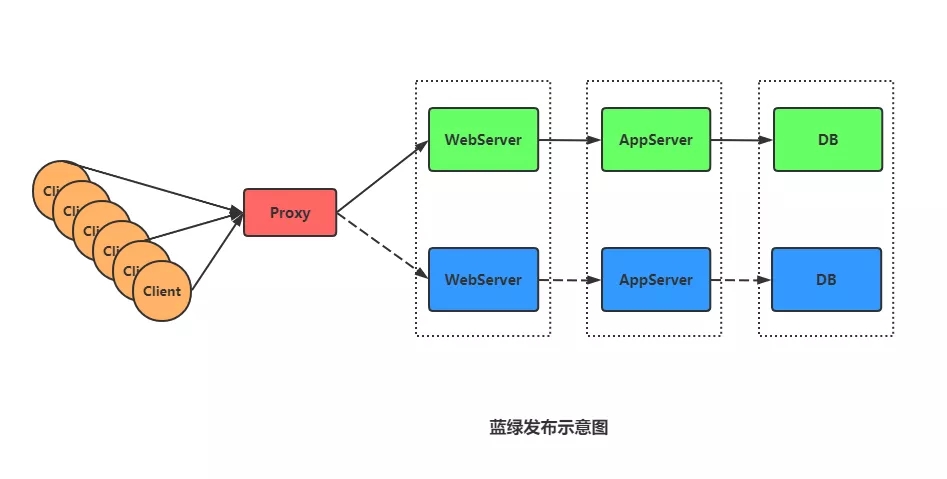 WebServer
AppServer
DB
Cli
Cli
Cli
Cli
Cli
Client
Proxy
WebServer
AppServer
DB
蓝绿发布示意图